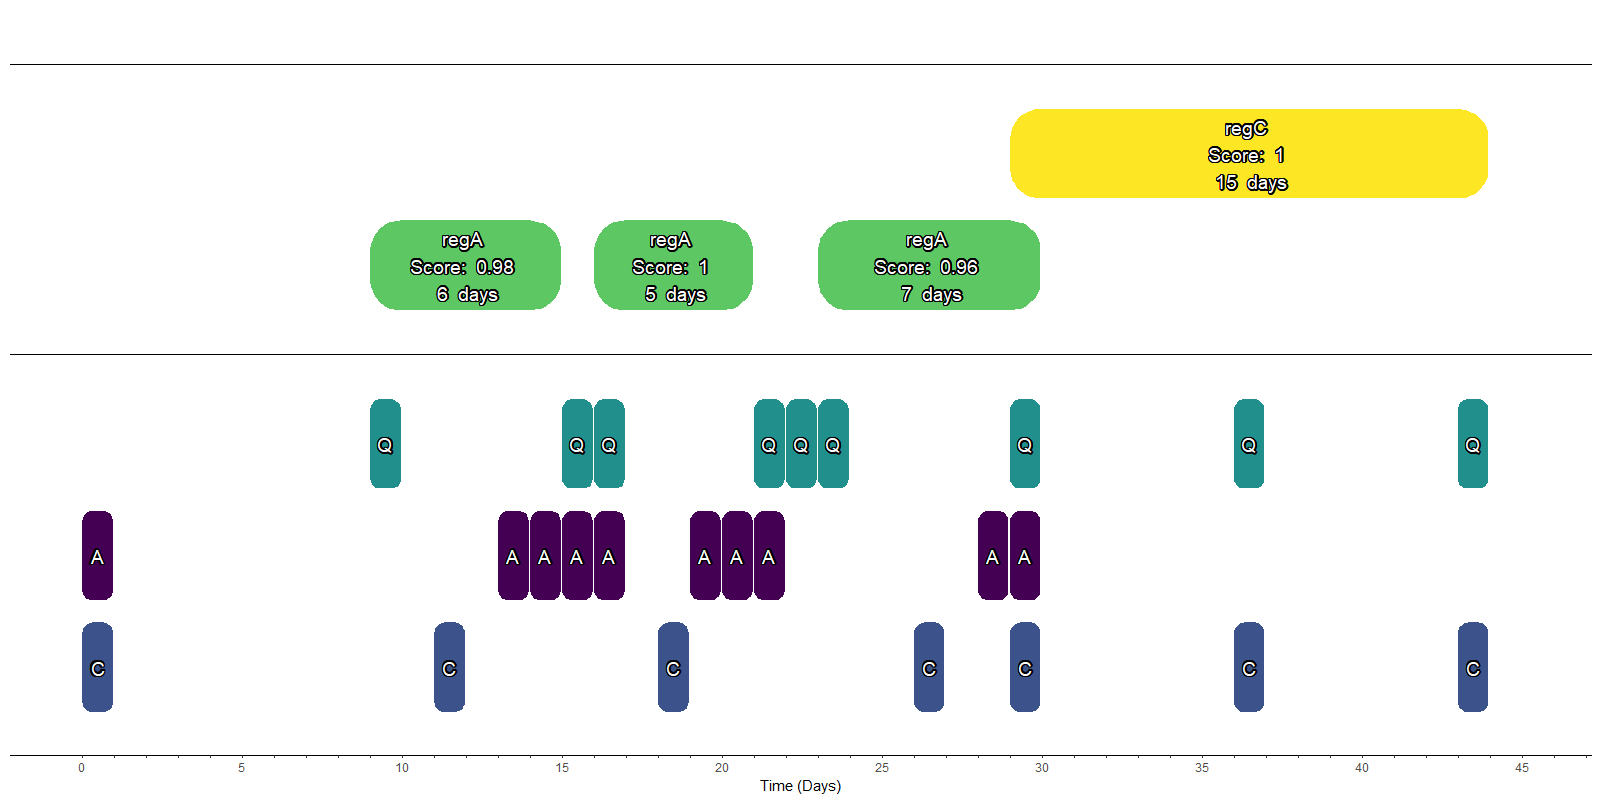 regC
Score: 1
15 days
regA
Score: 0.98
6 days
regA
Score: 1
5 days
regA
Score: 0.96
7 days
Q Q Q Q Q Q Q Q Q
A A A A A A A A A A
C C C C C C C
0 5 10 15 20 25 30 35 40 45
Time (Days)